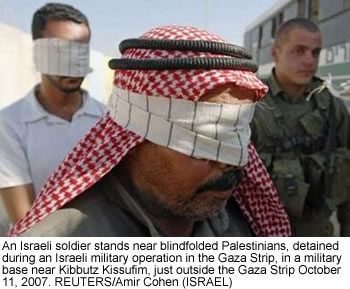 An Israeli soldier stands near blindfolded Palestinians, detained
during an Israeli military operation in the Gaza Strip, in a military
base near Kibbutz Kissufim, just outside the Gaza Strip October
11, 2007. REUTERS/Amir Cohen (ISRAEL)